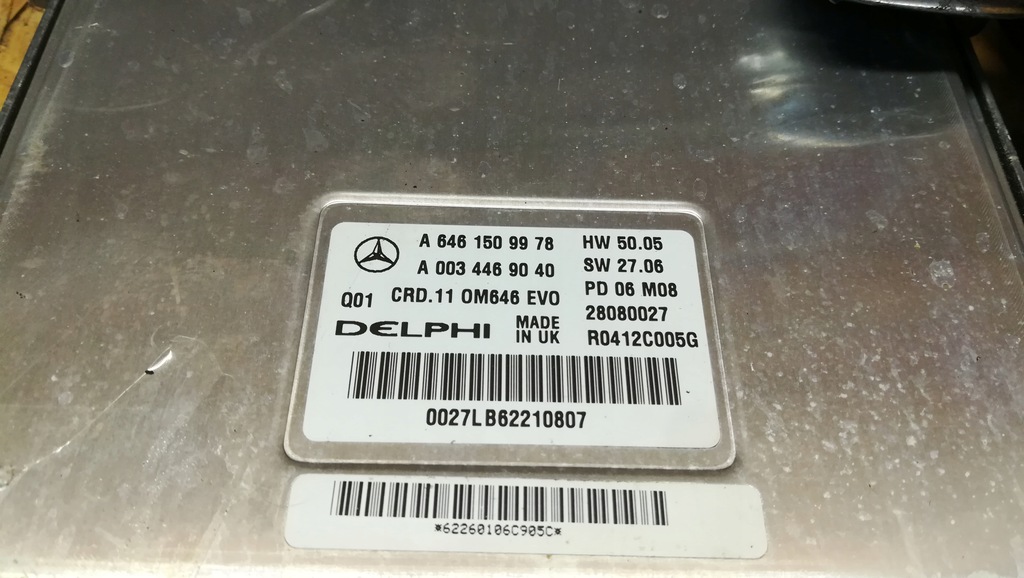 A 646 150 99 78
HW 50.05
A 003 446 90 40
SW 27.06
Q01 CRD.11 OM646 EVO
PD 06 M08
28080027
DELPHI
MADE
IN UK
R0412C005G
0027LB62210807
*62260106C905C*